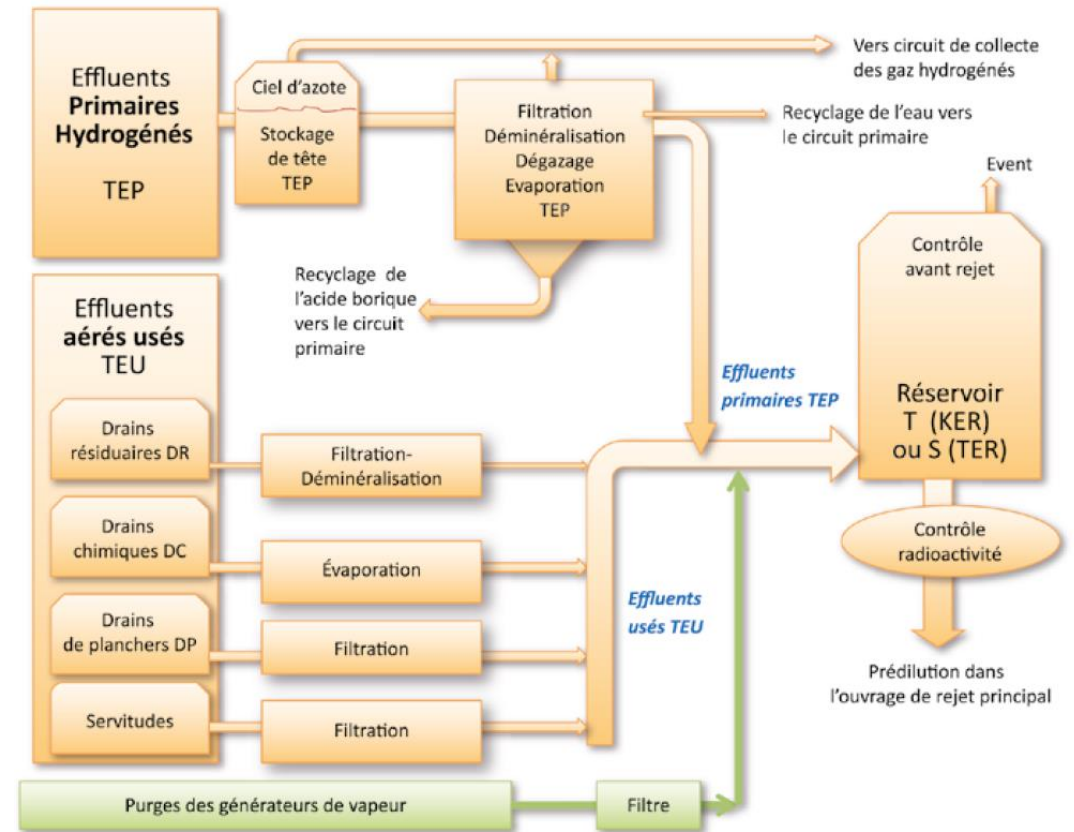 Effluents
Primaires
Hydrogénés
TEP
Ciel d'azote
Stockage
de tête
TEP
Filtration
Déminéralisation
Dégazage
Evaporation
TEP
Vers circuit de collecte
des gaz hydrogénés
Recyclage de l'eau vers
le circuit primaire
Event
Contrôle
avant rejet
Réservoir
T (KER)
ou S (TER)
Contrôle
radioactivité
Prédilution dans
l'ouvrage de rejet principal
Recyclage de
l'acide borique
vers le circuit
primaire
Effluents
primaires TEP
Effluents
aérés usés
TEU
Drains
résiduaires DR
Filtration-
Déminéralisation
Drains
chimiques DC
Évaporation
Drains
de planchers DP
Filtration
Servitudes
Filtration
Effluents
usés TEU
Purges des générateurs de vapeur
Filtre